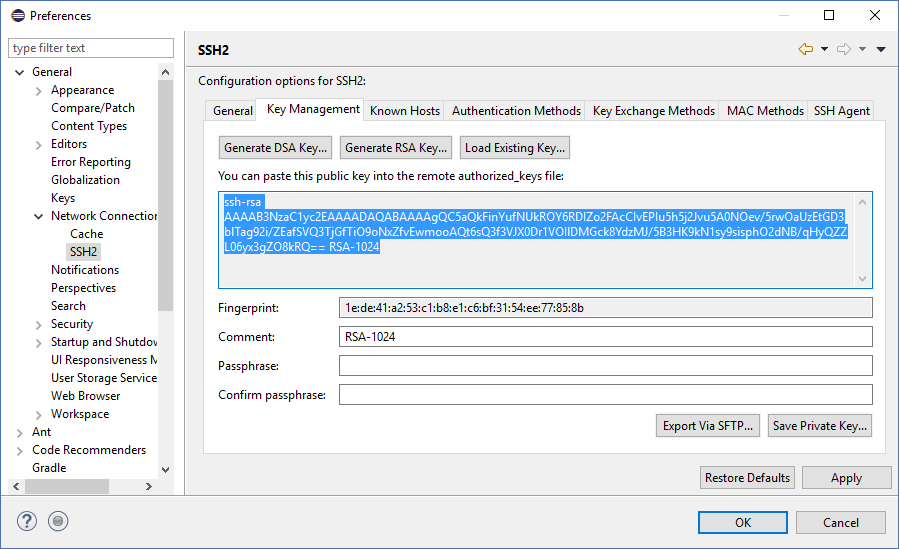 Preferences
type filter text
General
Appearance
Compare/Patch
Content Types
Editors
Error Reporting
Globalization
Keys
Network Connection
Cache
SSH2
Notifications
Perspectives
Search
Security
Startup and Shutdow
UI Responsiveness M
User Storage Service
Web Browser
Workspace
Ant
Code Recommenders
Gradle
SSH2
Configuration options for SSH2:
General Key Management Known Hosts Authentication Methods Key Exchange Methods MAC Methods SSH Agent
Generate DSA Key... Generate RSA Key... Load Existing Key...
You can paste this public key into the remote authorized_keys file:
ssh-rsa
AAAAB3NzaC1yc2EAAAADAQABAAAAgQC5aQkFinYufNUkROY6RDIZo2FAcClvEPIu5h5j2Jvu5A0NOev/5rwOaUzEtGD3
bITag92i/ZEafSVQ3TjGfTiO9oNxZfvEwmooAQt6sQ3f3VJX0Dr1VOIIDMGck8YdzMJ/5B3HK9kN1sy9sisphO2dNB/qHyQZZ
L06yx3gZO8kRQ== RSA-1024
Fingerprint: 1e:de:41:a2:53:c1:b8:e1:c6:bf:31:54:ee:77:85:8b
Comment: RSA-1024
Passphrase:
Confirm passphrase:
Export Via SFTP... Save Private Key...
Restore Defaults Apply
OK Cancel